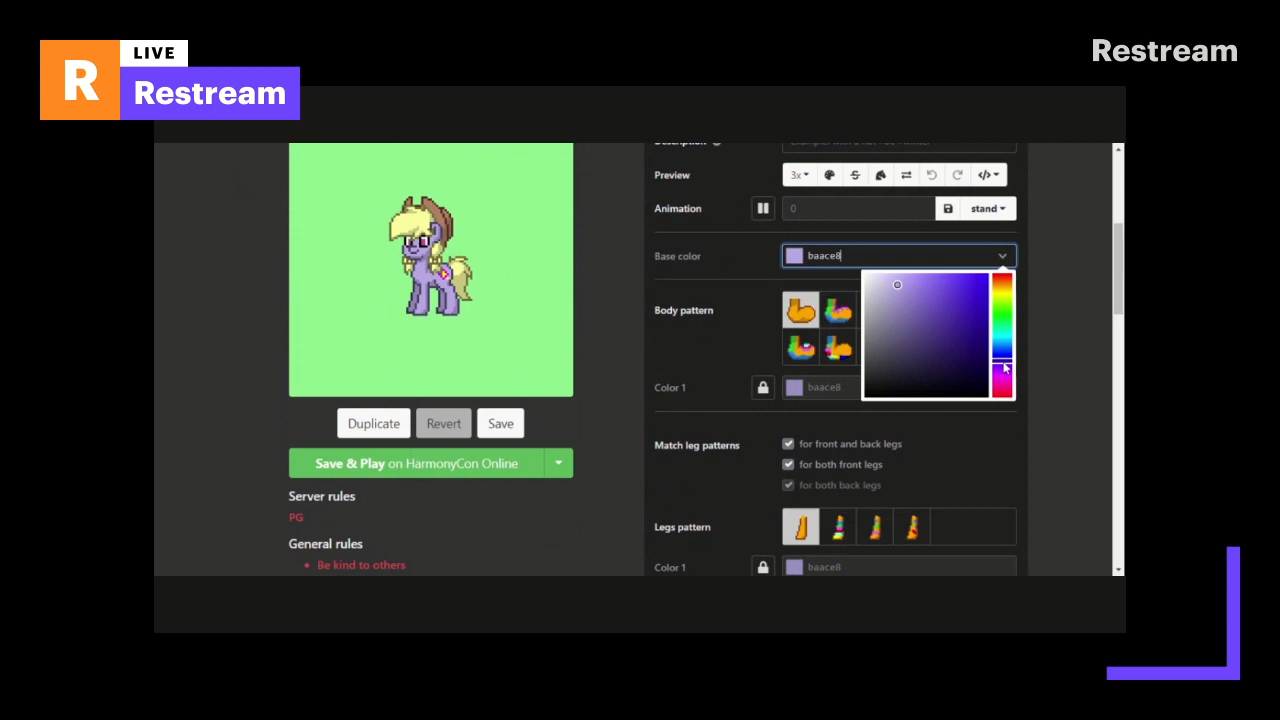 R
LIVE
Restream
Restream
Description
Preview
3x
Animation
0
stand
Base color
baace8
Body pattern
Color 1
baace8
Duplicate
Revert
Save
Match leg patterns
for front and back legs
for both front legs
for both back legs
Save & Play on HarmonyCon Online
Server rules
PG
Legs pattern
General rules
Be kind to others
Color 1
baace8